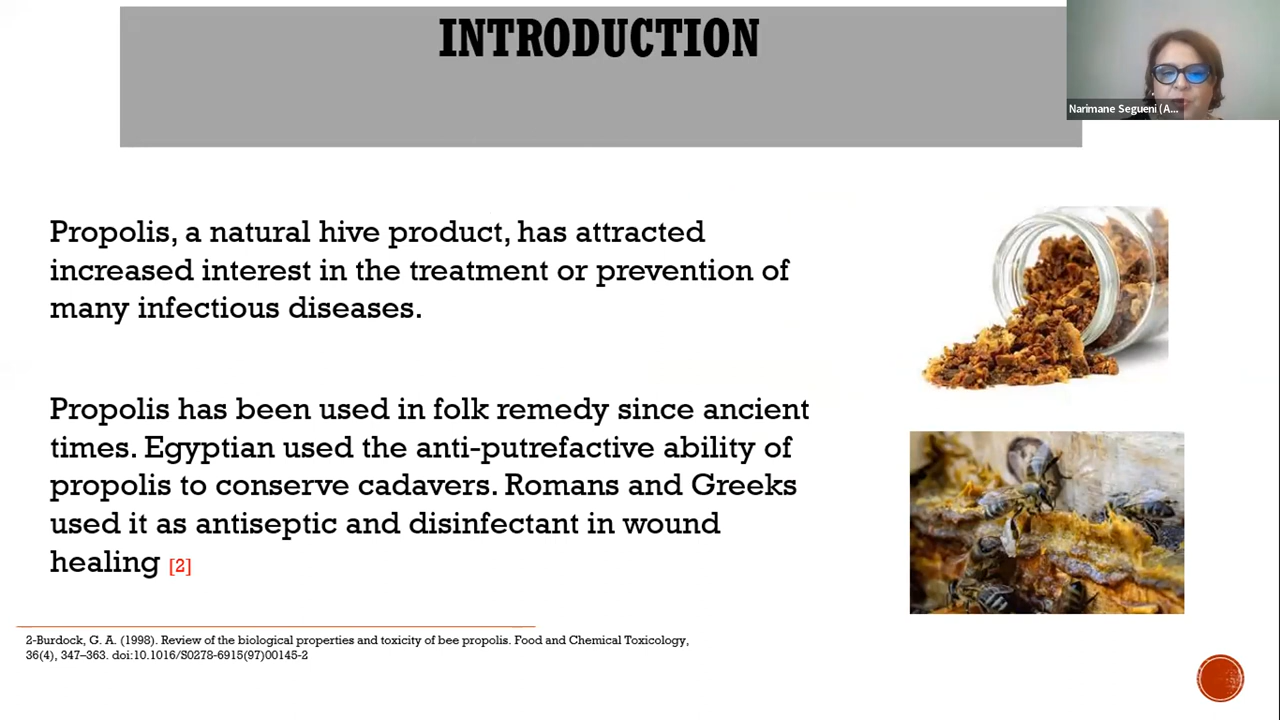 INTRODUCTION
Narimane Segueni (A...
Propolis, a natural hive product, has attracted
increased interest in the treatment or prevention of
many infectious diseases.
Propolis has been used in folk remedy since ancient
times. Egyptian used the anti-putrefactive ability of
propolis to conserve cadavers. Romans and Greeks
used it as antiseptic and disinfectant in wound
healing [2]
2-Burdock, G. A. (1998). Review of the biological properties and toxicity of bee propolis. Food and Chemical Toxicology,
36(4), 347–363. doi:10.1016/S0278-6915(97)00145-2